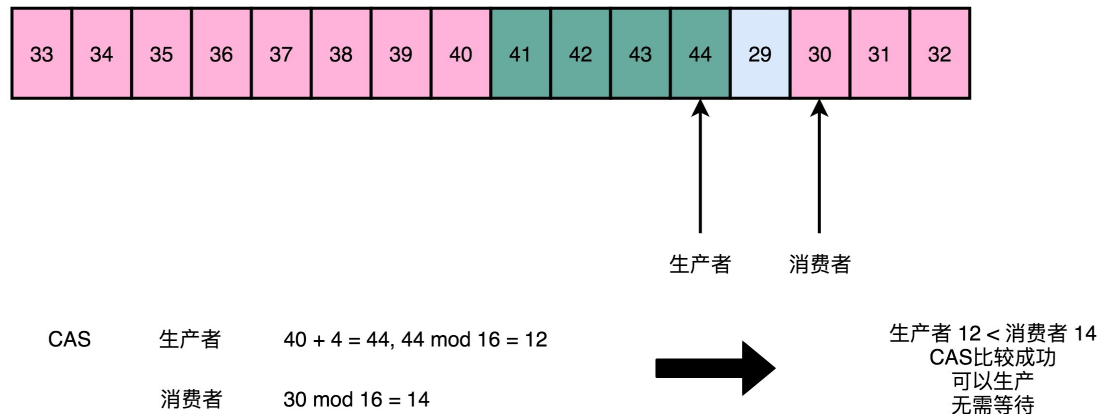 33 34 35 36 37 38 39 40 41 42 43 44 29 30 31 32
生产者 消费者
CAS 生产者 40 + 4 = 44, 44 mod 16 = 12
消费者 30 mod 16 = 14
生产者 12 < 消费者 14
CAS比较成功
可以生产
无需等待